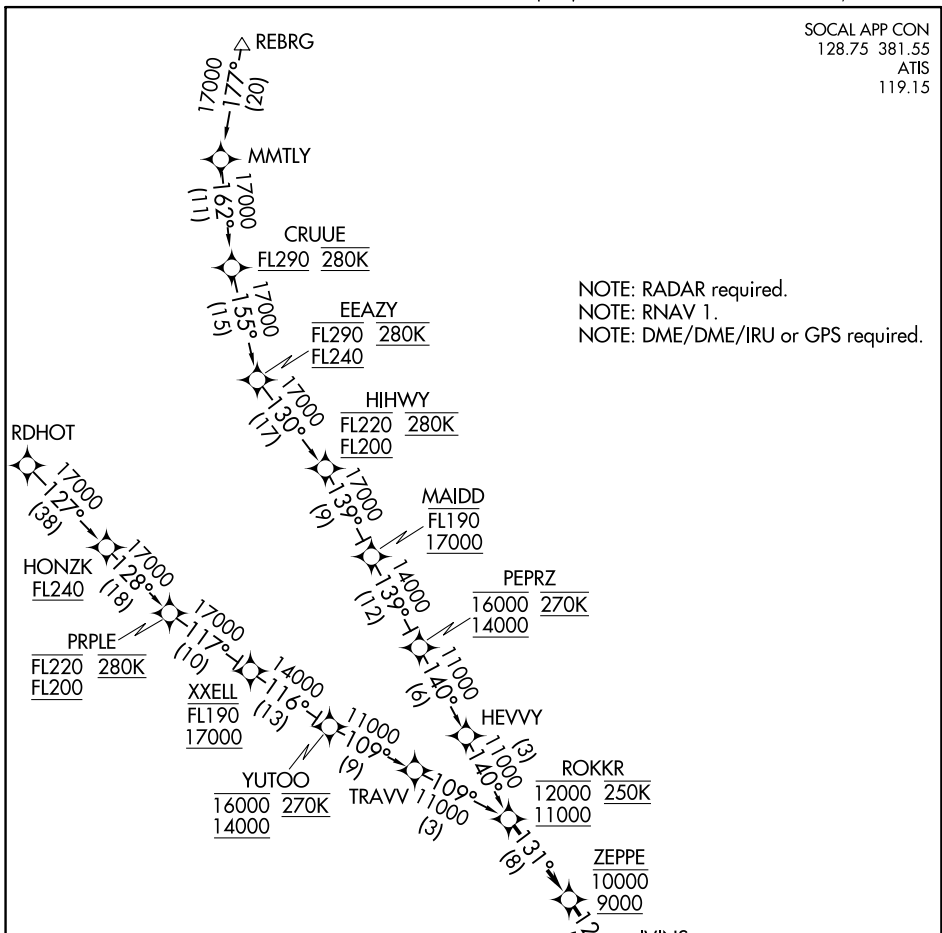 SOCAL APP CON
128.75 381.55
ATIS
119.15
REBRG
17000
177°
(20)
MMTLY
17000
162°
(11)
CRUUE
FL290 280K
17000
155°
(15)
EEAZY
FL290 280K
FL240
NOTE: RADAR required.
NOTE: RNAV 1.
NOTE: DME/DME/IRU or GPS required.
17000
130°
(17)
HIHWY
FL220 280K
FL200
RDHOT
17000
127°
(38)
17000
139°
(9)
MAIDD
FL190
17000
HONZK
FL240
17000
128°
(18)
14000
139°
(12)
PEPRZ
16000 270K
14000
PRPLE
FL220 280K
FL200
17000
117°
(10)
11000
140°
(6)
XXELL
FL190
17000
14000
116°
(13)
HEVVY
(3)
11000
140°
YUTOO
16000 270K
14000
11000
109°
(9)
TRAVV
109°
11000
(3)
ROKKR
12000 250K
11000
131°
(8)
ZEPPE
10000
9000